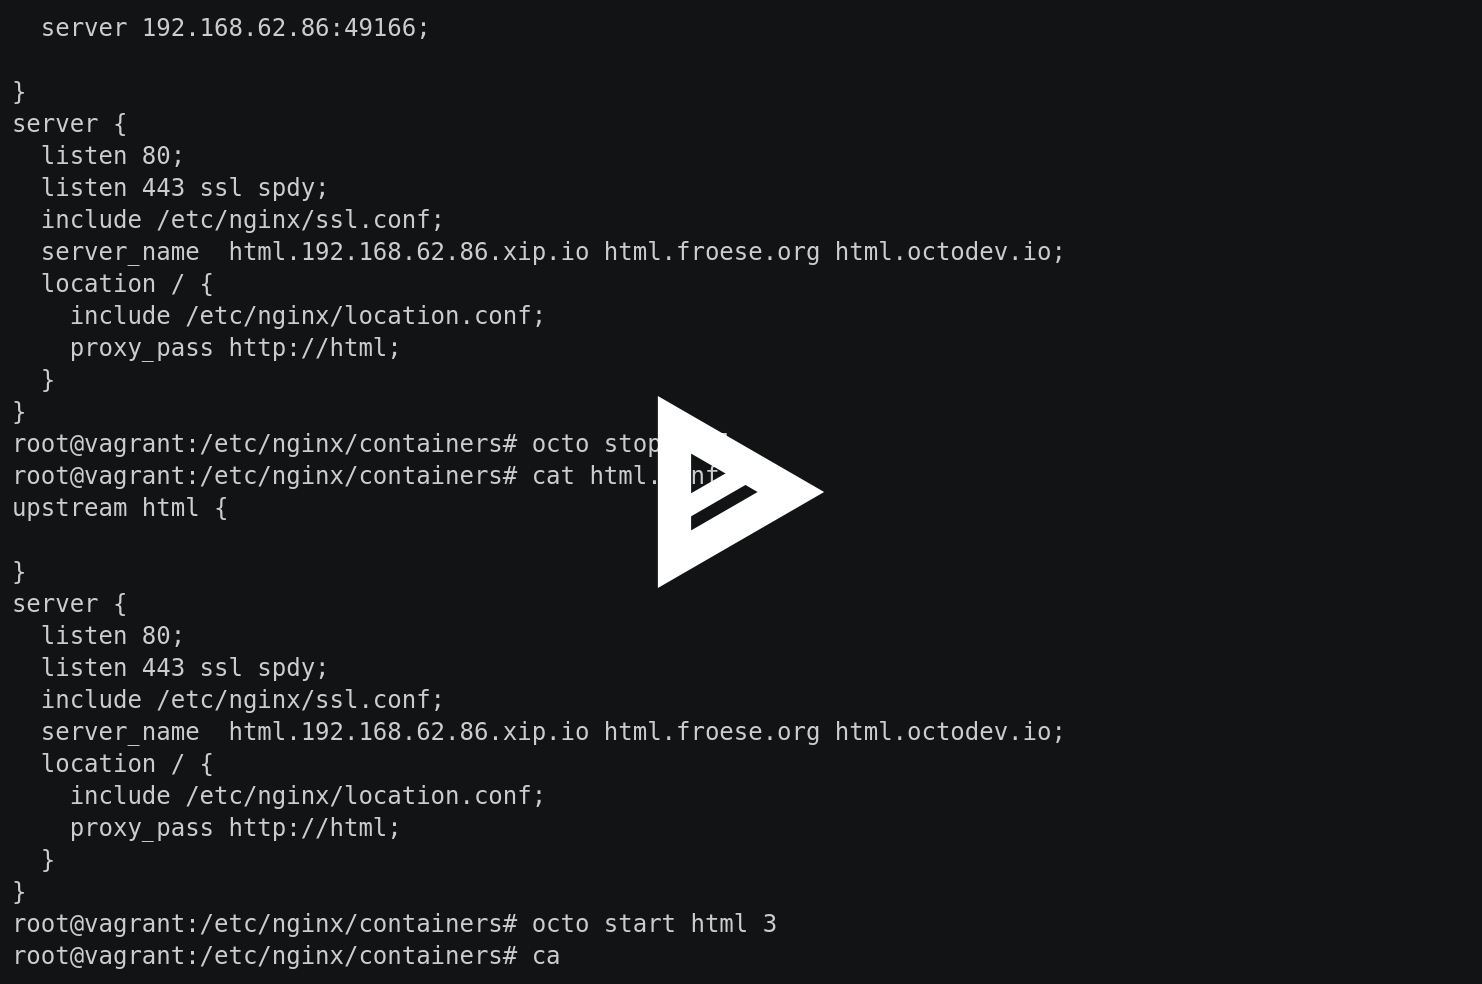 server 192.168.62.86:49166;
}
server {
listen 80;
listen 443 ssl spdy;
include /etc/nginx/ssl.conf;
server_name  html.192.168.62.86.xip.io html.froese.org html.octodev.io;
location / {
include /etc/nginx/location.conf;
proxy_pass http://html;
}
}
root@vagrant:/etc/nginx/containers# octo stop
root@vagrant:/etc/nginx/containers# cat html.
upstream html {
}
server {
listen 80;
listen 443 ssl spdy;
include /etc/nginx/ssl.conf;
server_name  html.192.168.62.86.xip.io html.froese.org html.octodev.io;
location / {
include /etc/nginx/location.conf;
proxy_pass http://html;
}
}
root@vagrant:/etc/nginx/containers# octo start html 3
root@vagrant:/etc/nginx/containers# ca